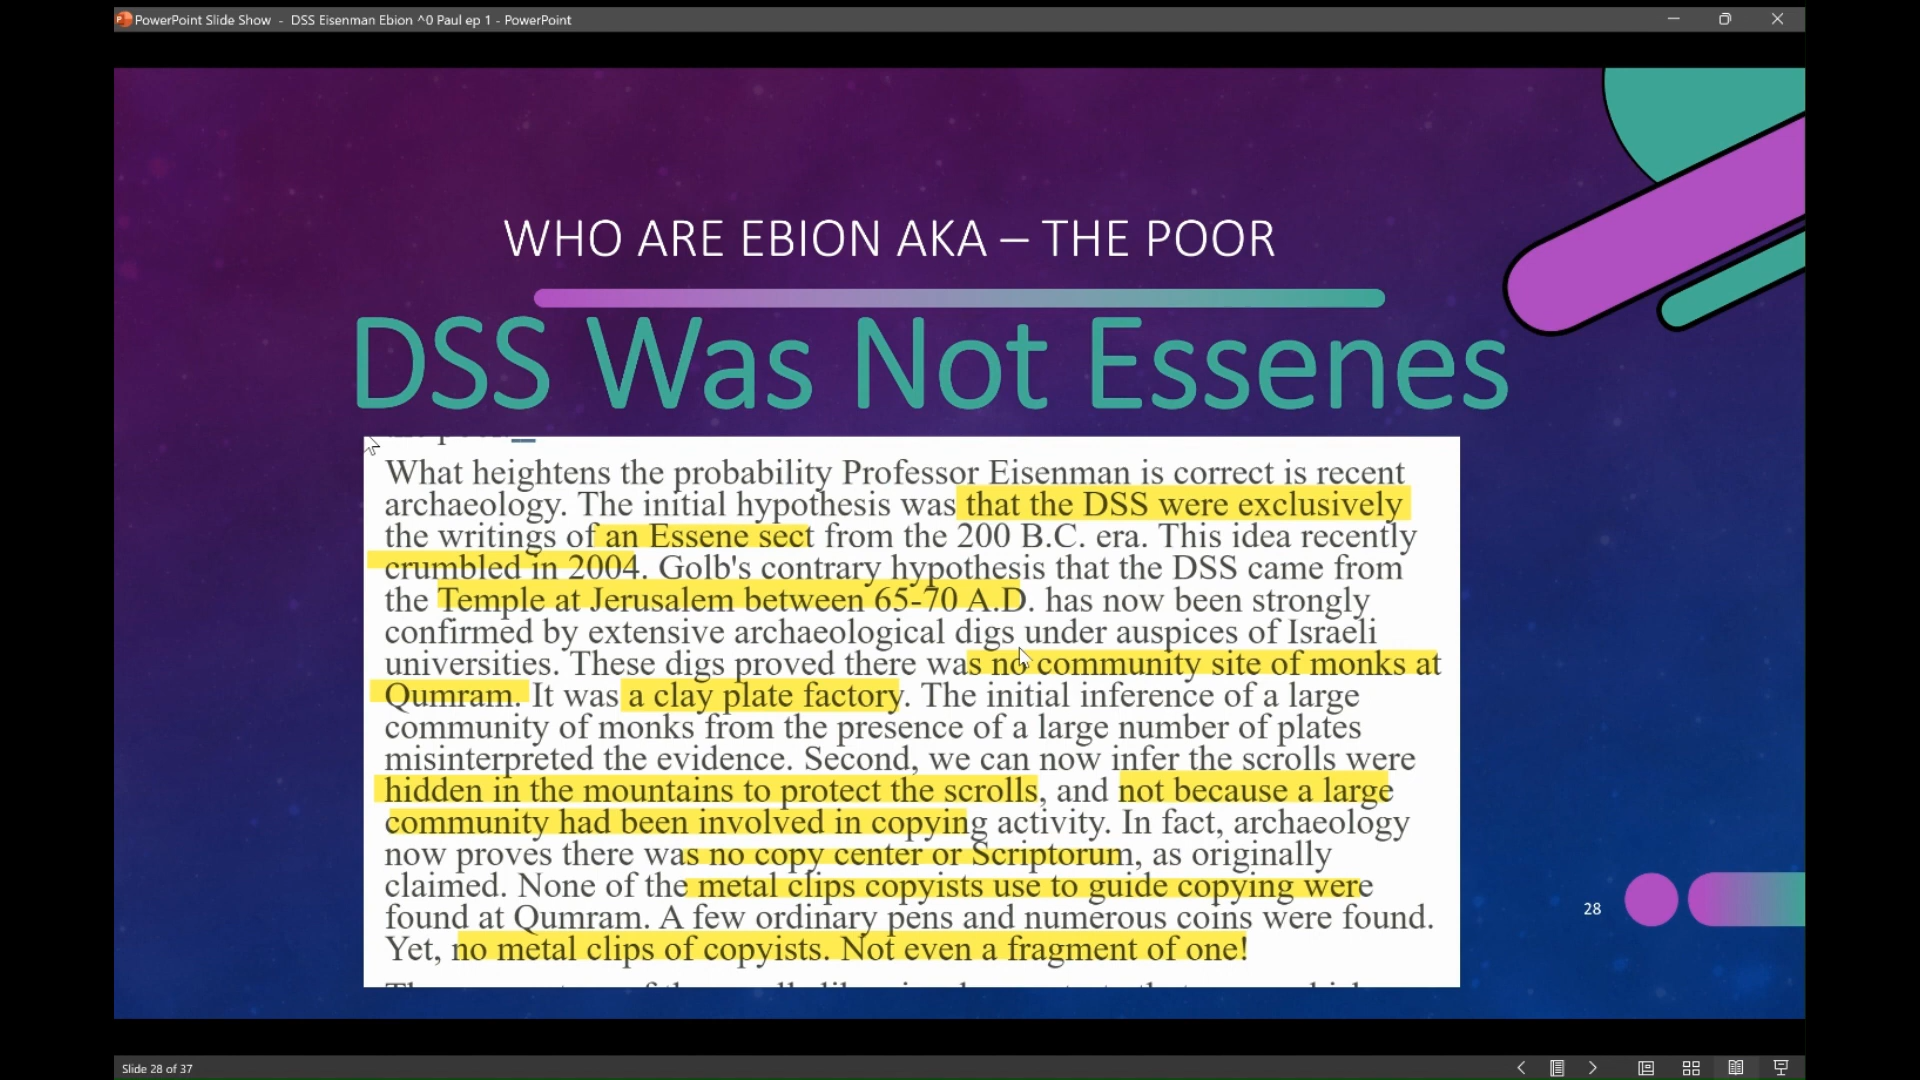 PowerPoint Slide Show - DSS Eisenman Ebion ^0 Paul ep 1 - PowerPoint
WHO ARE EBION AKA – THE POOR
DSS Was Not Essenes
What heightens the probability Professor Eisenman is correct is recent
archaeology. The initial hypothesis was that the DSS were exclusively
the writings of an Essene sect from the 200 B.C. era. This idea recently
crumbled in 2004. Golb's contrary hypothesis that the DSS came from
the Temple at Jerusalem between 65-70 A.D. has now been strongly
confirmed by extensive archaeological digs under auspices of Israeli
universities. These digs proved there was no community site of monks at
Qumram. It was a clay plate factory. The initial inference of a large
community of monks from the presence of a large number of plates
misinterpreted the evidence. Second, we can now infer the scrolls were
hidden in the mountains to protect the scrolls, and not because a large
community had been involved in copying activity. In fact, archaeology
now proves there was no copy center or Scriptorum, as originally
claimed. None of the metal clips copyists use to guide copying were
found at Qumram. A few ordinary pens and numerous coins were found.
Yet, no metal clips of copyists. Not even a fragment of one!
28
Slide 28 of 37